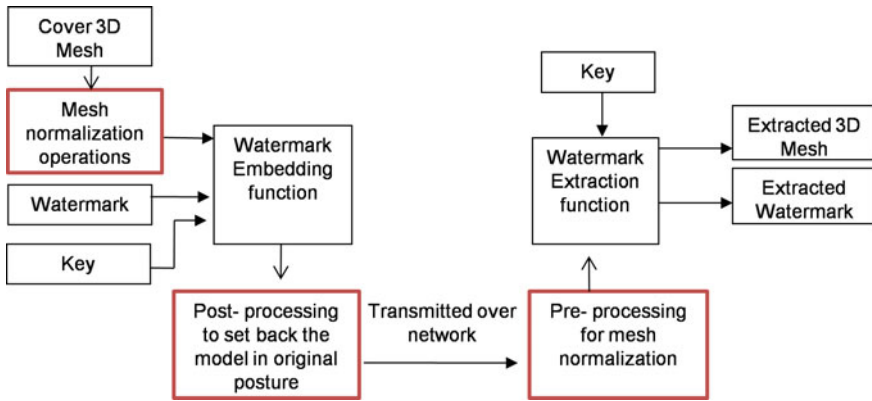 Cover 3D
Mesh
Mesh
normalization
operations
Watermark
Key
Watermark
Embedding
function
Post- processing
to set back the
model in original
posture
Transmitted over
network
Pre- processing
for mesh
normalization
Key
Watermark
Extraction
function
Extracted 3D
Mesh
Extracted
Watermark